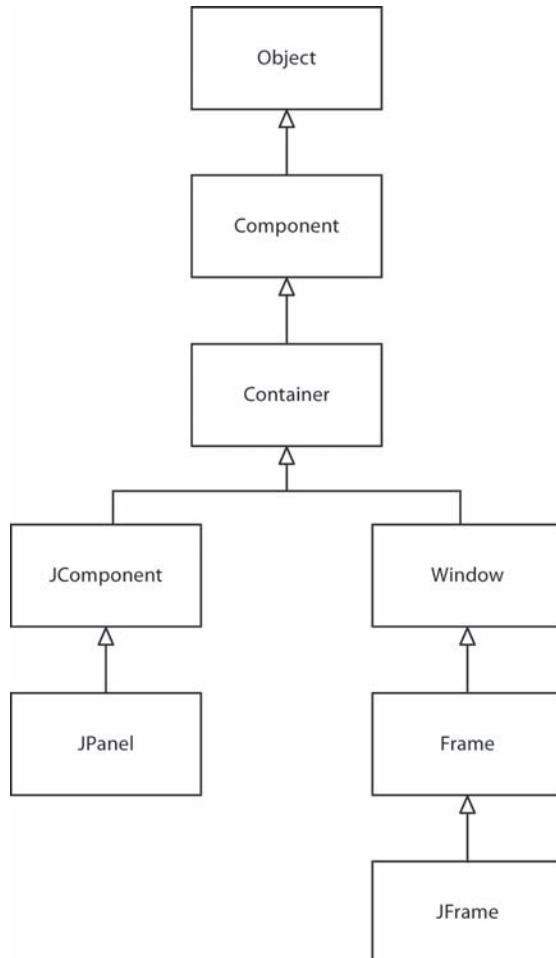 Object
Component
Container
JComponent
Window
JPanel
Frame
JFrame